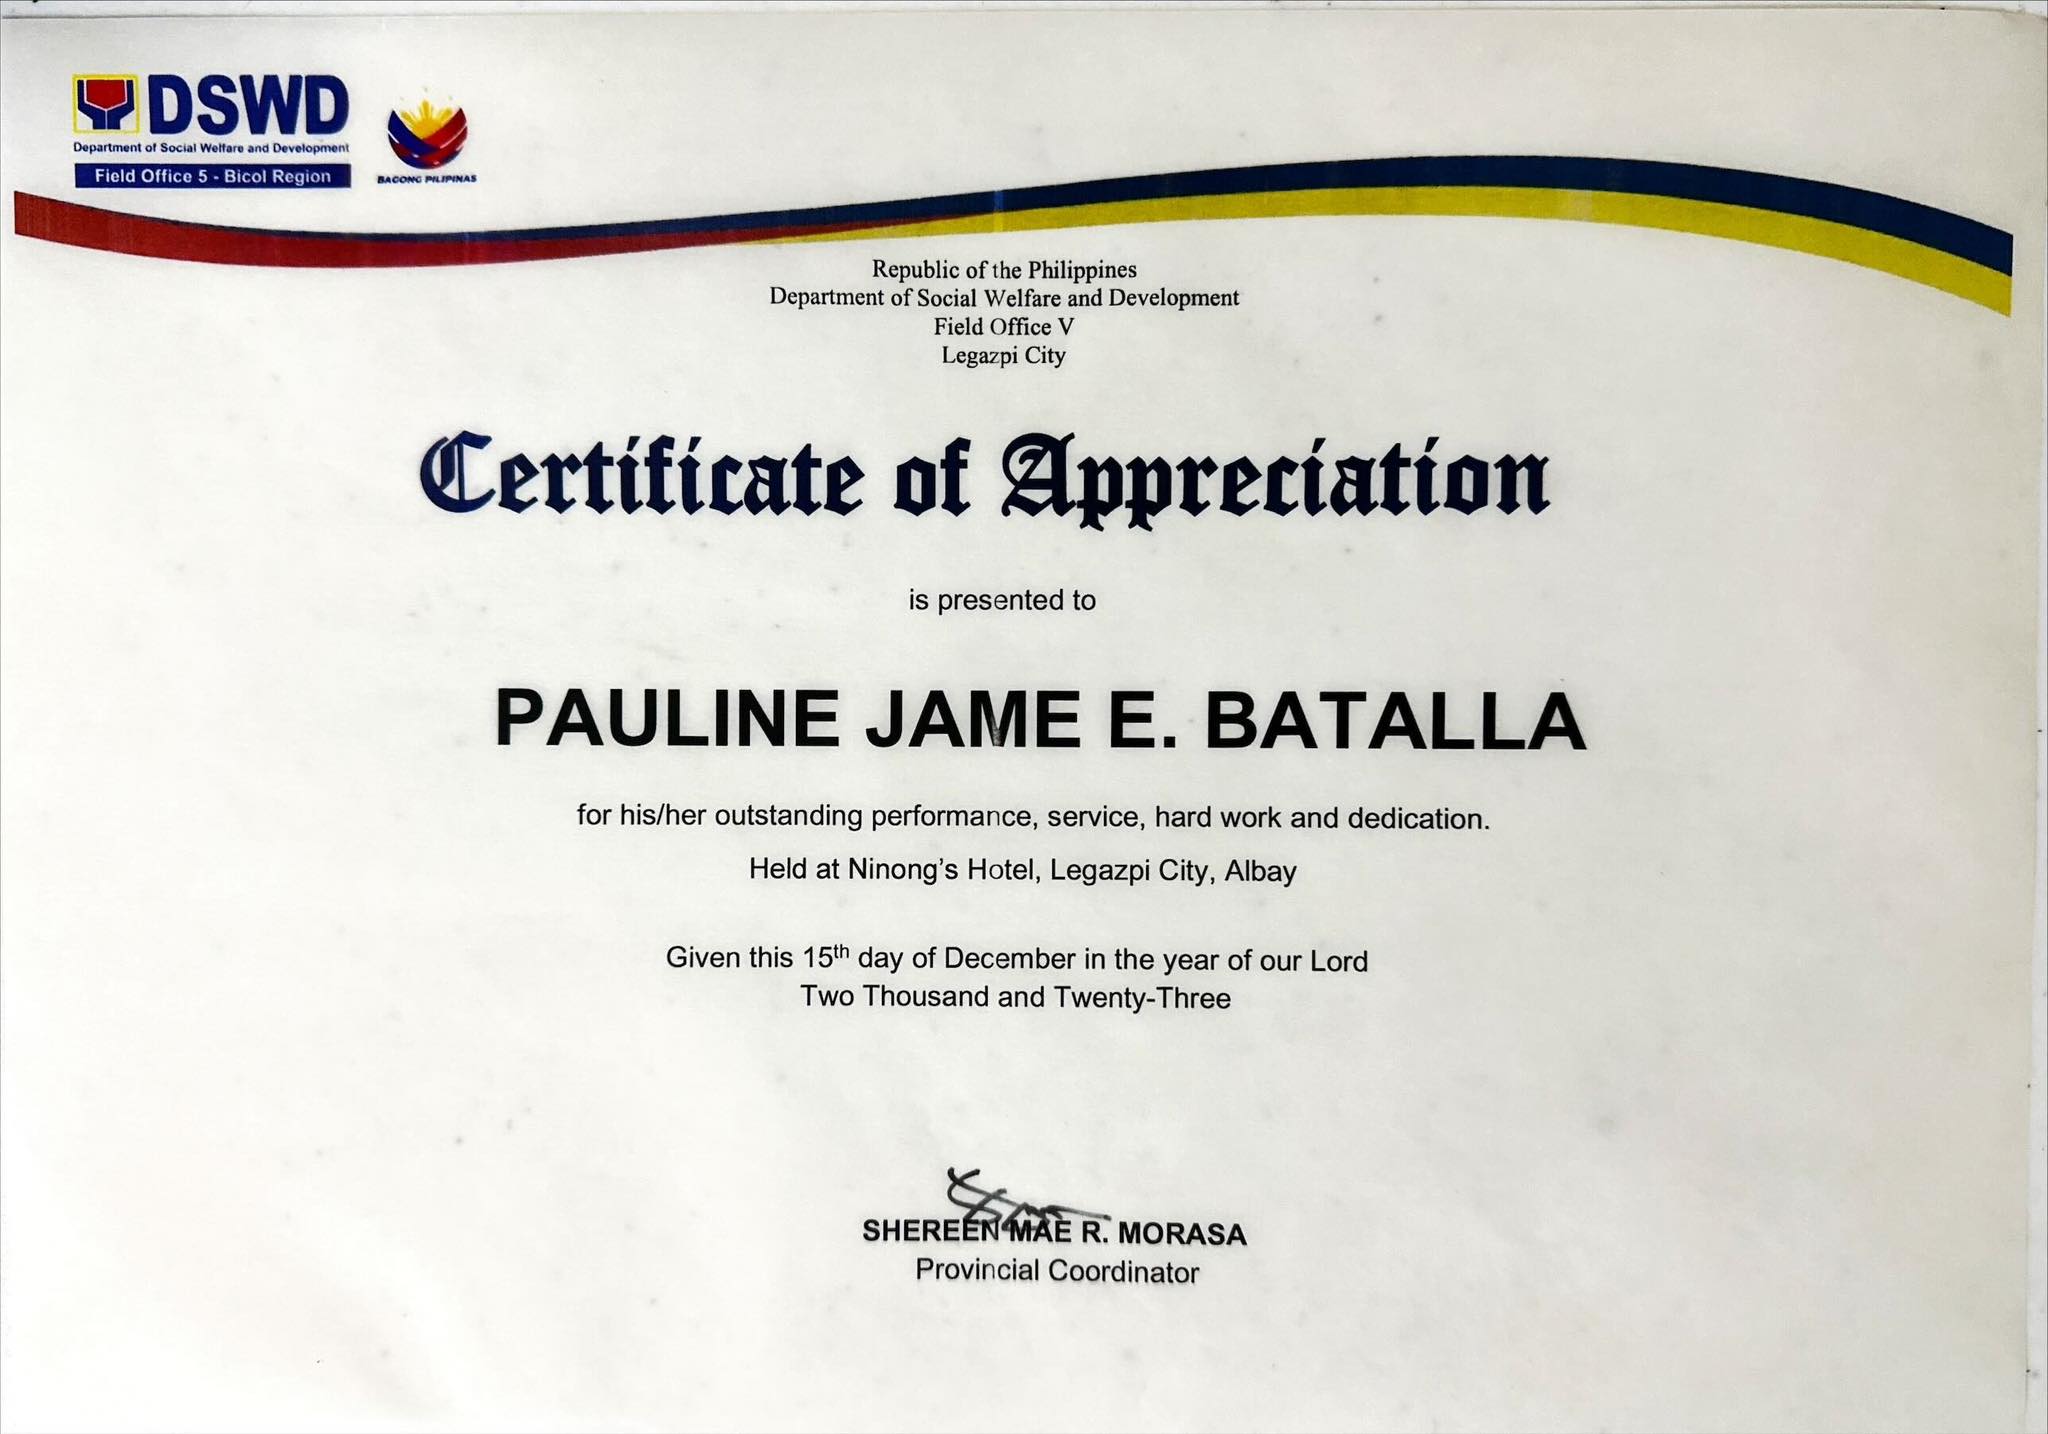 DSWD
Department of Social Welfare and Development
Field Office 5 - Bicol Region
BAGONG PILIPINAS
Republic of the Philippines
Department of Social Welfare and Development
Field Office V
Legazpi City
Certificate of Appreciation
is presented to
PAULINE JAME E. BATALLA
for his/her outstanding performance, service, hard work and dedication.
Held at Ninong's Hotel, Legazpi City, Albay
Given this 15th day of December in the year of our Lord
Two Thousand and Twenty-Three
SHEREEN MAE R. MORASA
Provincial Coordinator